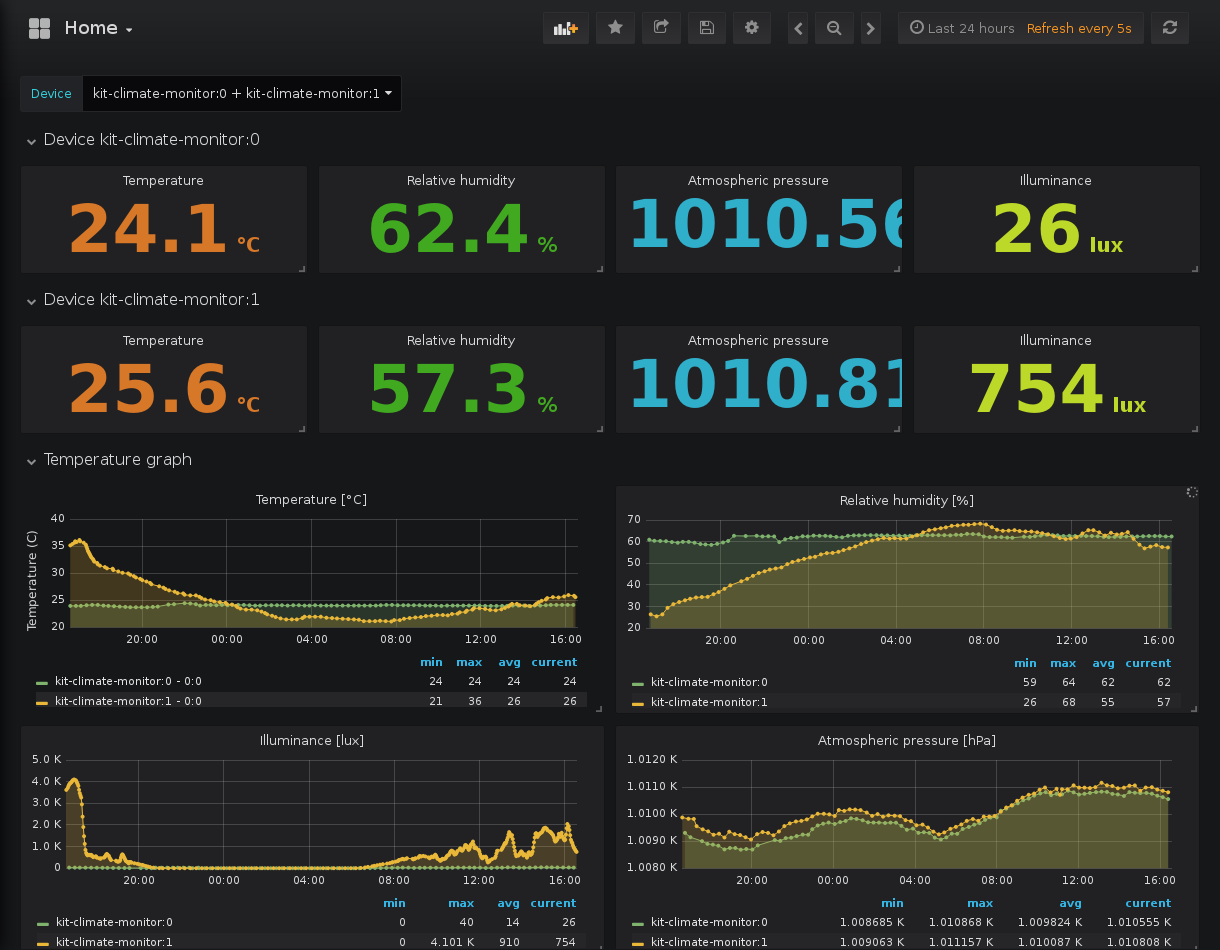 Home
Last 24 hours Refresh every 5s
Device kit-climate-monitor:0 + kit-climate-monitor:1
Device kit-climate-monitor:0
Temperature Relative humidity Atmospheric pressure Illuminance
24.1 °C 62.4 % 1010.56 26 lux
Device kit-climate-monitor:1
Temperature Relative humidity Atmospheric pressure Illuminance
25.6 °C 57.3 % 1010.81 754 lux
Temperature graph
Temperature [°C]
Temperature (C)
40
35
30
25
20
20:00 00:00 04:00 08:00 12:00 16:00
min max avg current
kit-climate-monitor:0 - 0:0 24 24 24 24
kit-climate-monitor:1 - 0:0 21 36 26 26
Relative humidity [%]
70
60
50
40
30
20
20:00 00:00 04:00 08:00 12:00 16:00
min max avg current
kit-climate-monitor:0 59 64 62 62
kit-climate-monitor:1 26 68 55 57
Illuminance [lux]
5.0 K
4.0 K
3.0 K
2.0 K
1.0 K
0
20:00 00:00 04:00 08:00 12:00 16:00
min max avg current
kit-climate-monitor:0 0 40 14 26
kit-climate-monitor:1 0 4.101 K 910 754
Atmospheric pressure [hPa]
1.0120 K
1.0110 K
1.0100 K
1.0090 K
1.0080 K
20:00 00:00 04:00 08:00 12:00 16:00
min max avg current
kit-climate-monitor:0 1.008685 K 1.010868 K 1.009824 K 1.010555 K
kit-climate-monitor:1 1.009063 K 1.011157 K 1.010087 K 1.010808 K